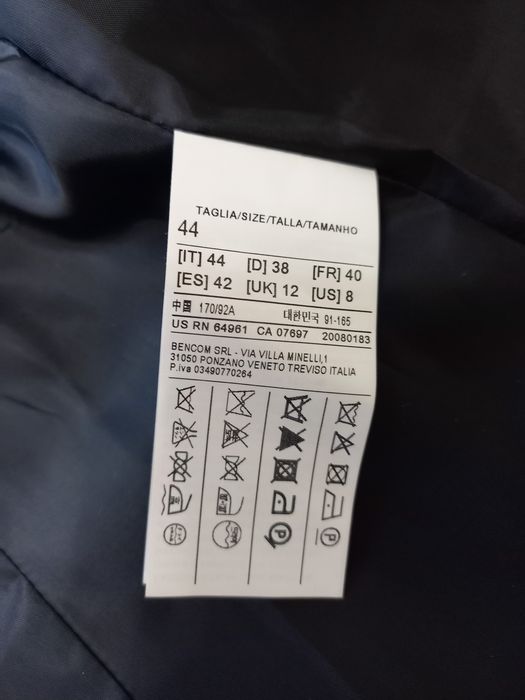 TAGLIA/SIZE/TALLA/TAMANHO
44
[IT] 44 [D] 38 [FR] 40
[ES] 42 [UK] 12 [US] 8
中国 170/92A 대한민국 91-165
US RN 64961 CA 07697 20080183
BENCOM SRL - VIA VILLA MINELLI,1
31050 PONZANO VENETO TREVISO ITALIA
P.iva 03490770264
P P